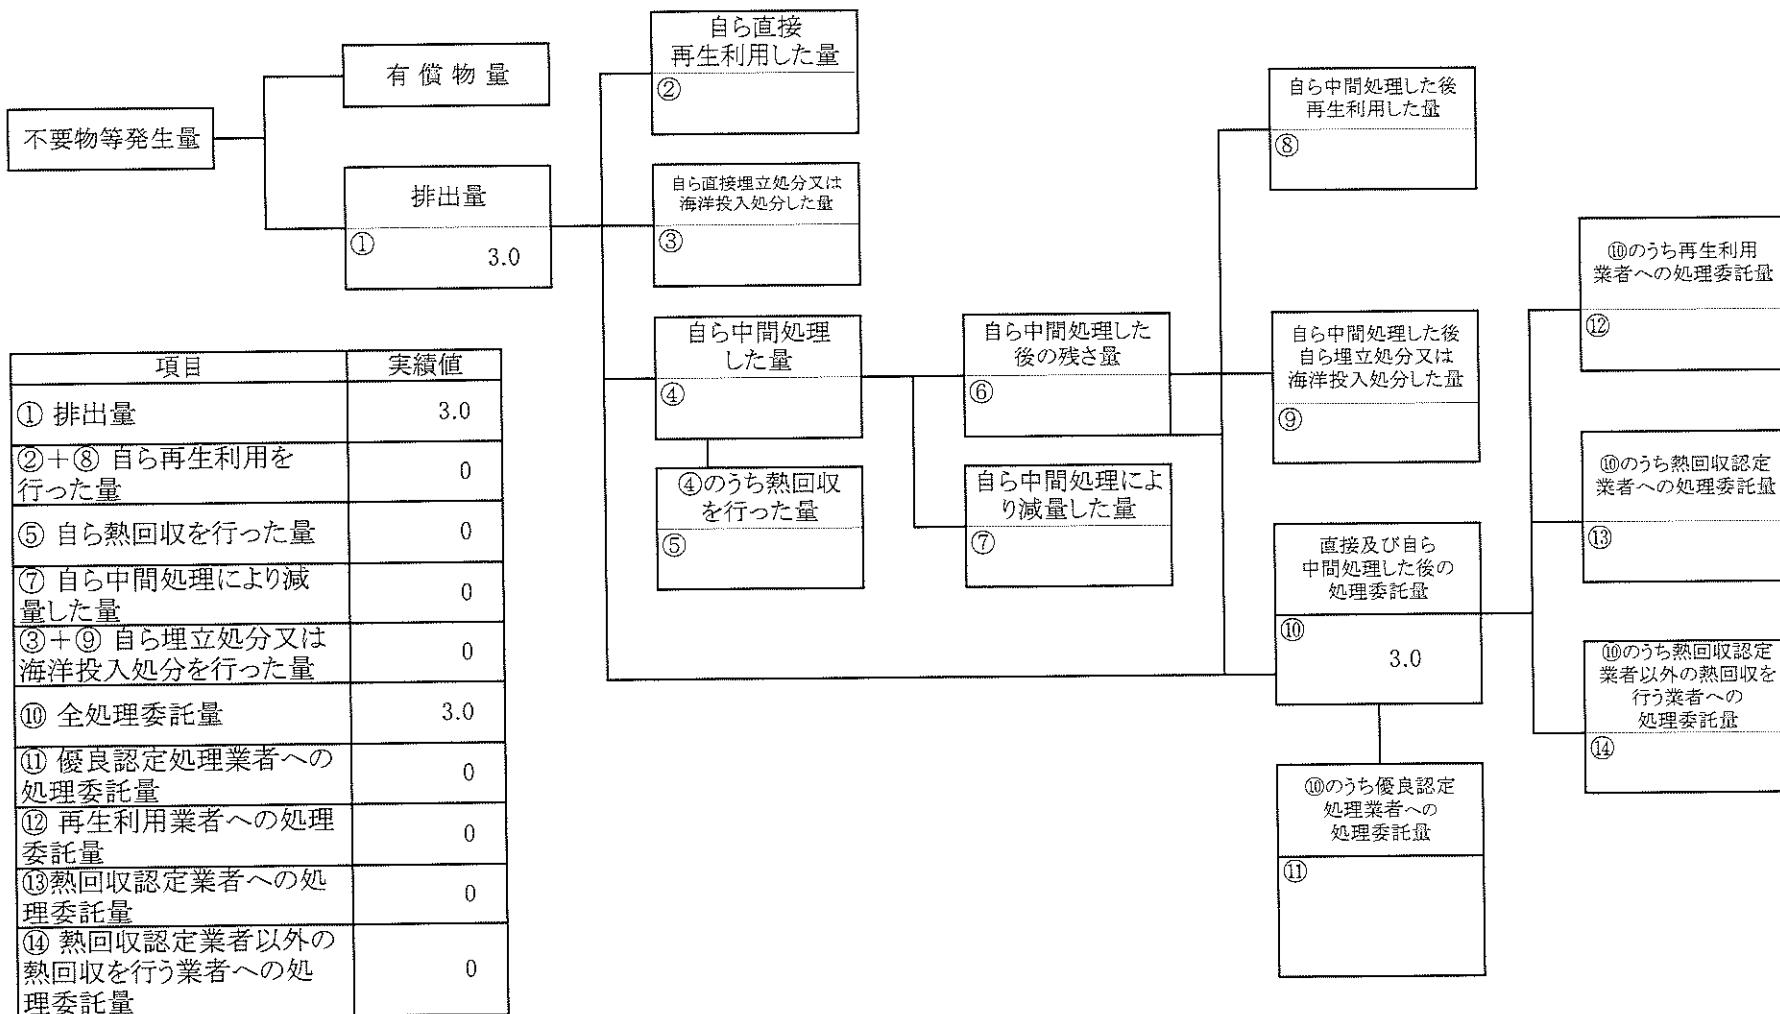 不要物等発生量
有償物量
排出量
①
3.0
自ら直接
再生利用した量
②
自ら直接埋立処分又は
海洋投入処分した量
③
自ら中間処理
した量
④
④のうち熱回収
を行った量
⑤
自ら中間処理した
後の残さ量
⑥
自ら中間処理によ
り減量した量
⑦
自ら中間処理した後
再生利用した量
⑧
自ら中間処理した後
自ら埋立処分又は
海洋投入処分した量
⑨
直接及び自ら
中間処理した後の
処理委託量
⑩
3.0
⑩のうち優良認定
処理業者への
処理委託量
⑪
⑩のうち再生利用
業者への処理委託量
⑫
⑩のうち熱回収認定
業者への処理委託量
⑬
⑩のうち熱回収認定
業者以外の熱回収を
行う業者への
処理委託量
⑭
項目 実績値
① 排出量 3.0
②+⑧ 自ら再生利用を
行った量 0
⑤ 自ら熱回収を行った量 0
⑦ 自ら中間処理により減
量した量 0
③+⑨ 自ら埋立処分又は
海洋投入処分を行った量 0
⑩ 全処理委託量 3.0
⑪ 優良認定処理業者への
処理委託量 0
⑫ 再生利用業者への処理
委託量 0
⑬熱回収認定業者への処
理委託量 0
⑭ 熱回収認定業者以外の
熱回収を行う業者への処
理委託量 0